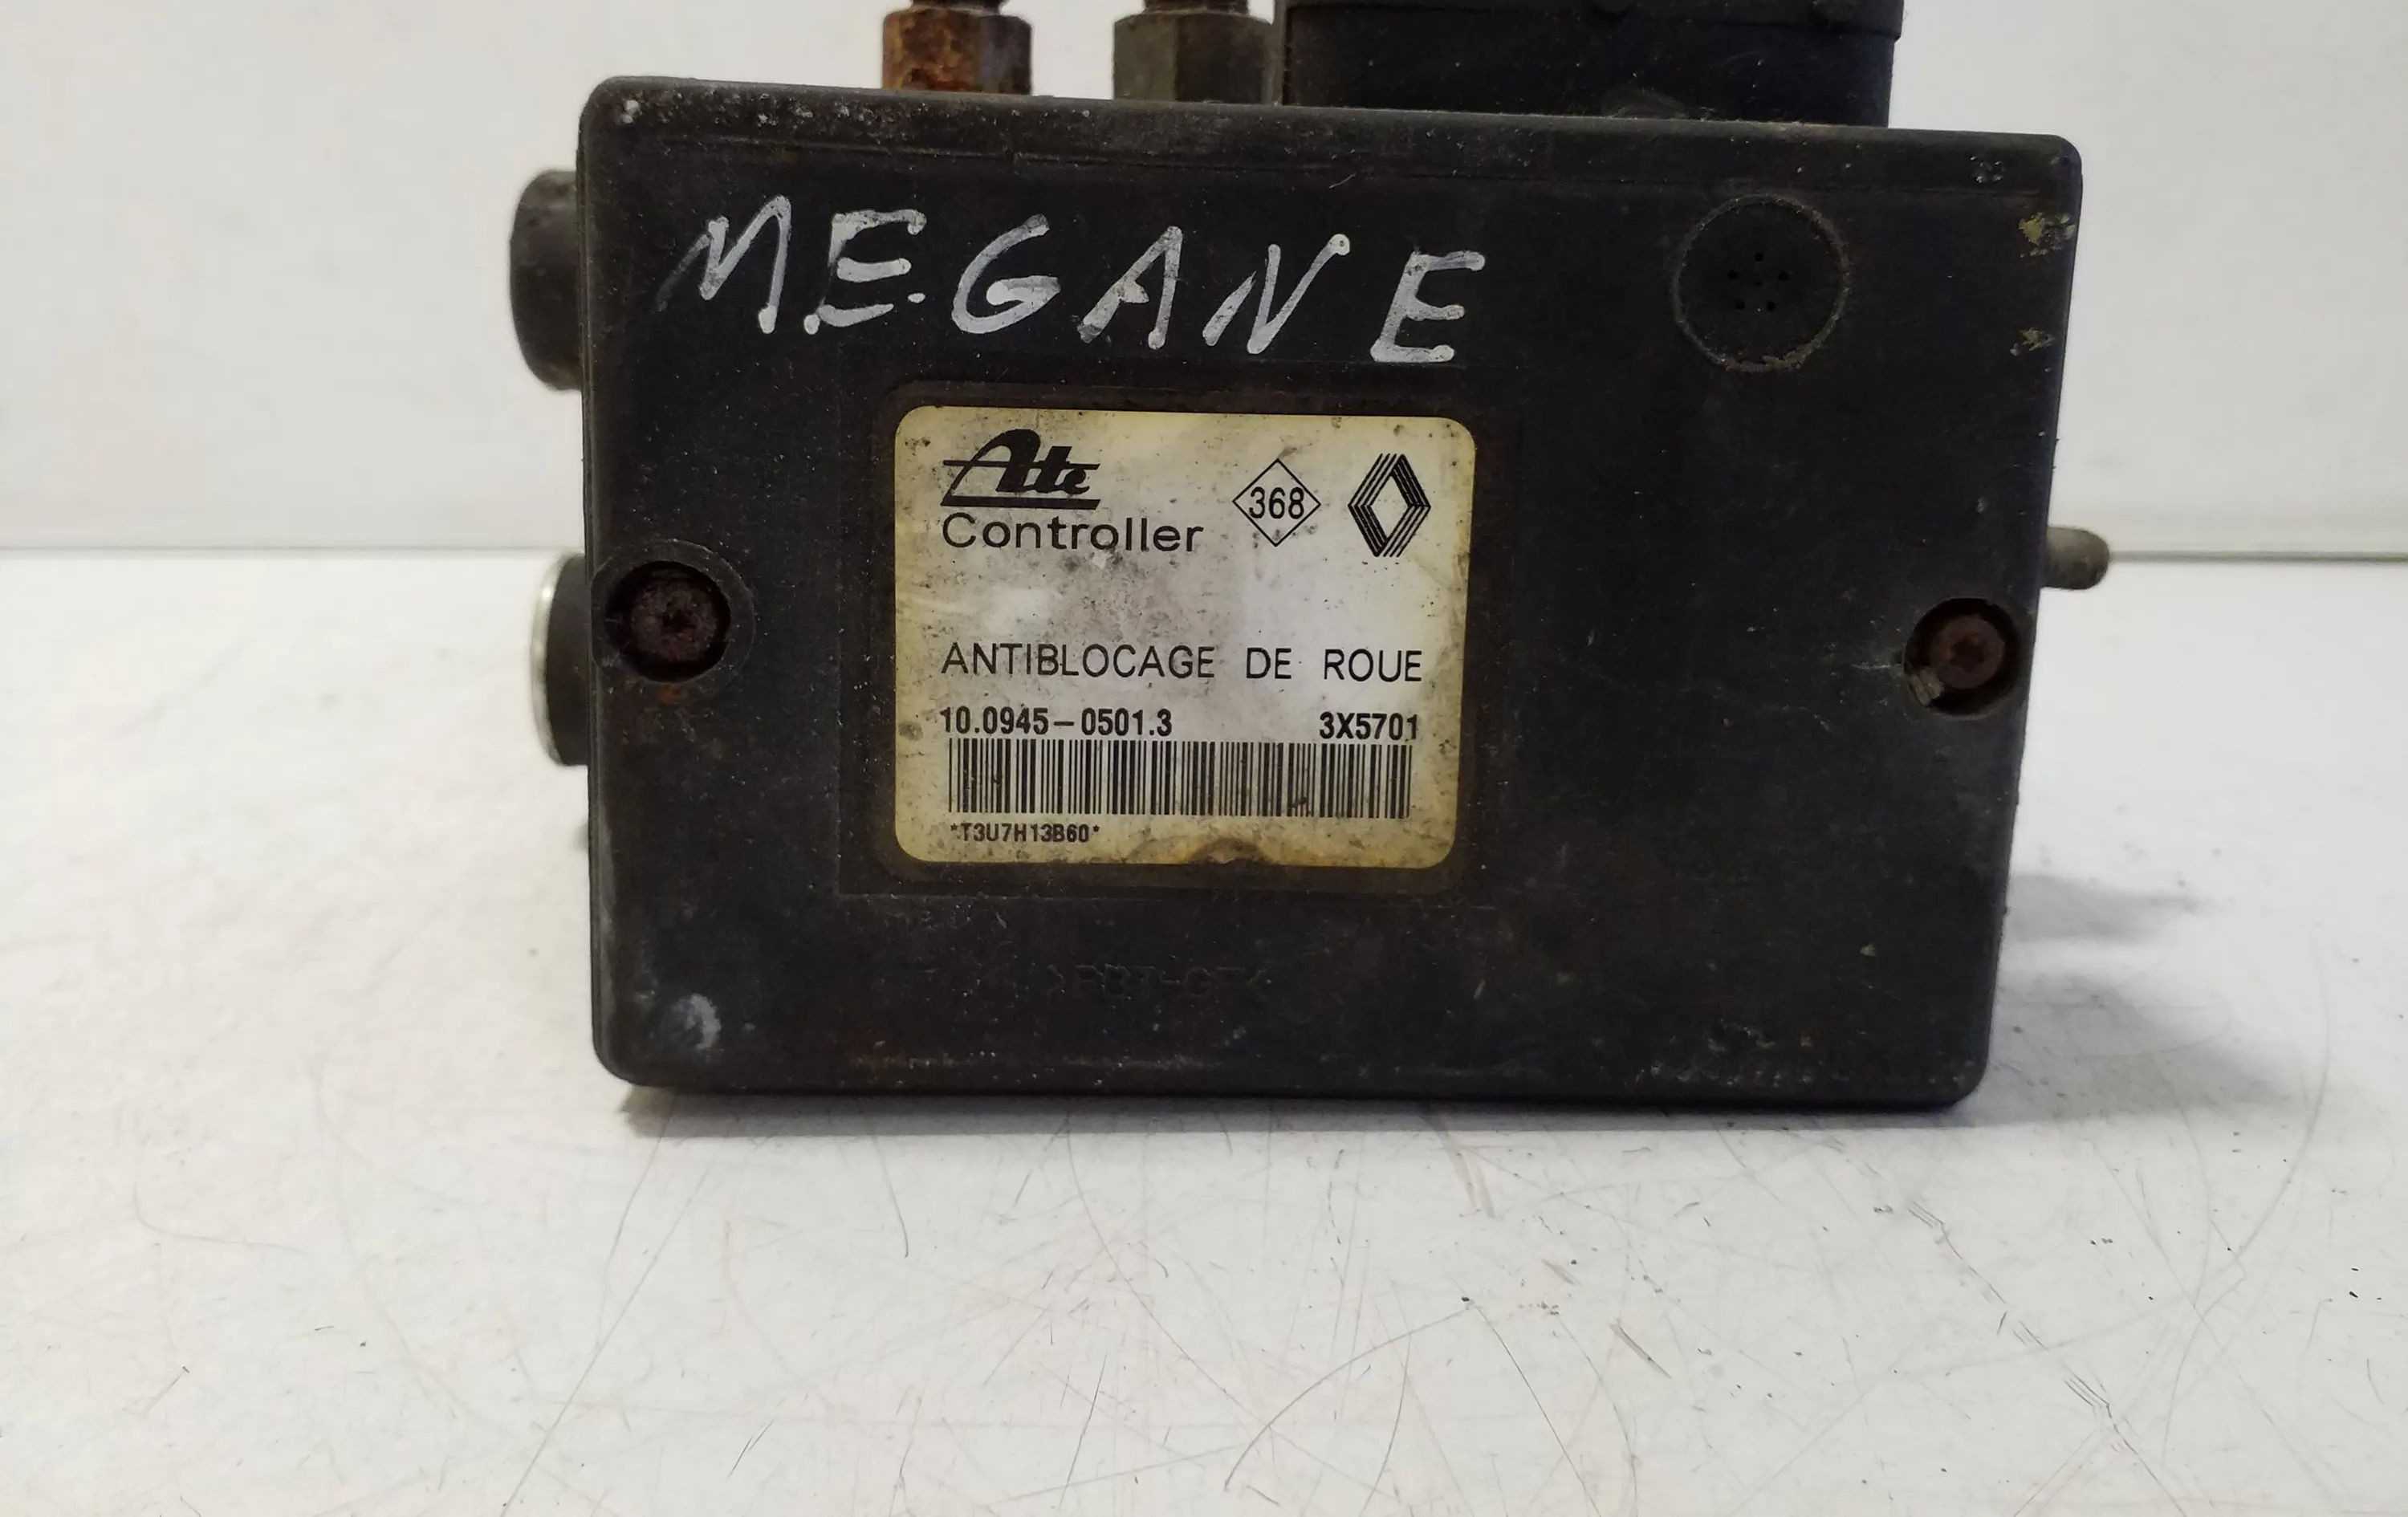 MEGANE
Ate
Controller
368
ANTIBLOCAGE DE ROUE
10.0945-0501.3 3X5701
*T3U7H13B60*